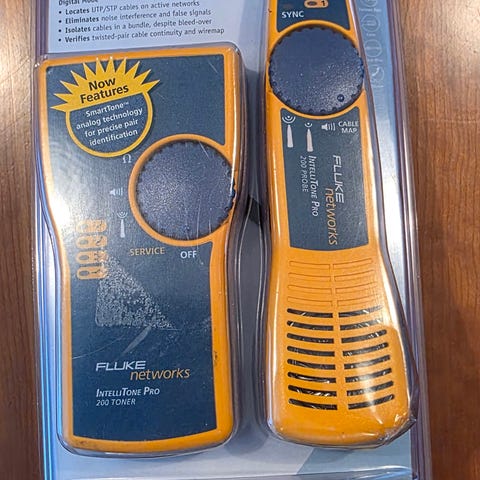 Digital Mode
• Locates UTP/STP cables on active networks
• Eliminates noise interference and false signals
• Isolates cables in a bundle, despite bleed-over
• Verifies twisted-pair cable continuity and wiremap
Now
Features
SmartTone™
analog technology
for precise pair
identification
Ω
SERVICE
OFF
FLUKE
networks
INTELLITONE PRO
200 TONER
SYNC
1
CABLE
MAP
FLUKE
networks
INTELLITONE PRO
200 PROBE